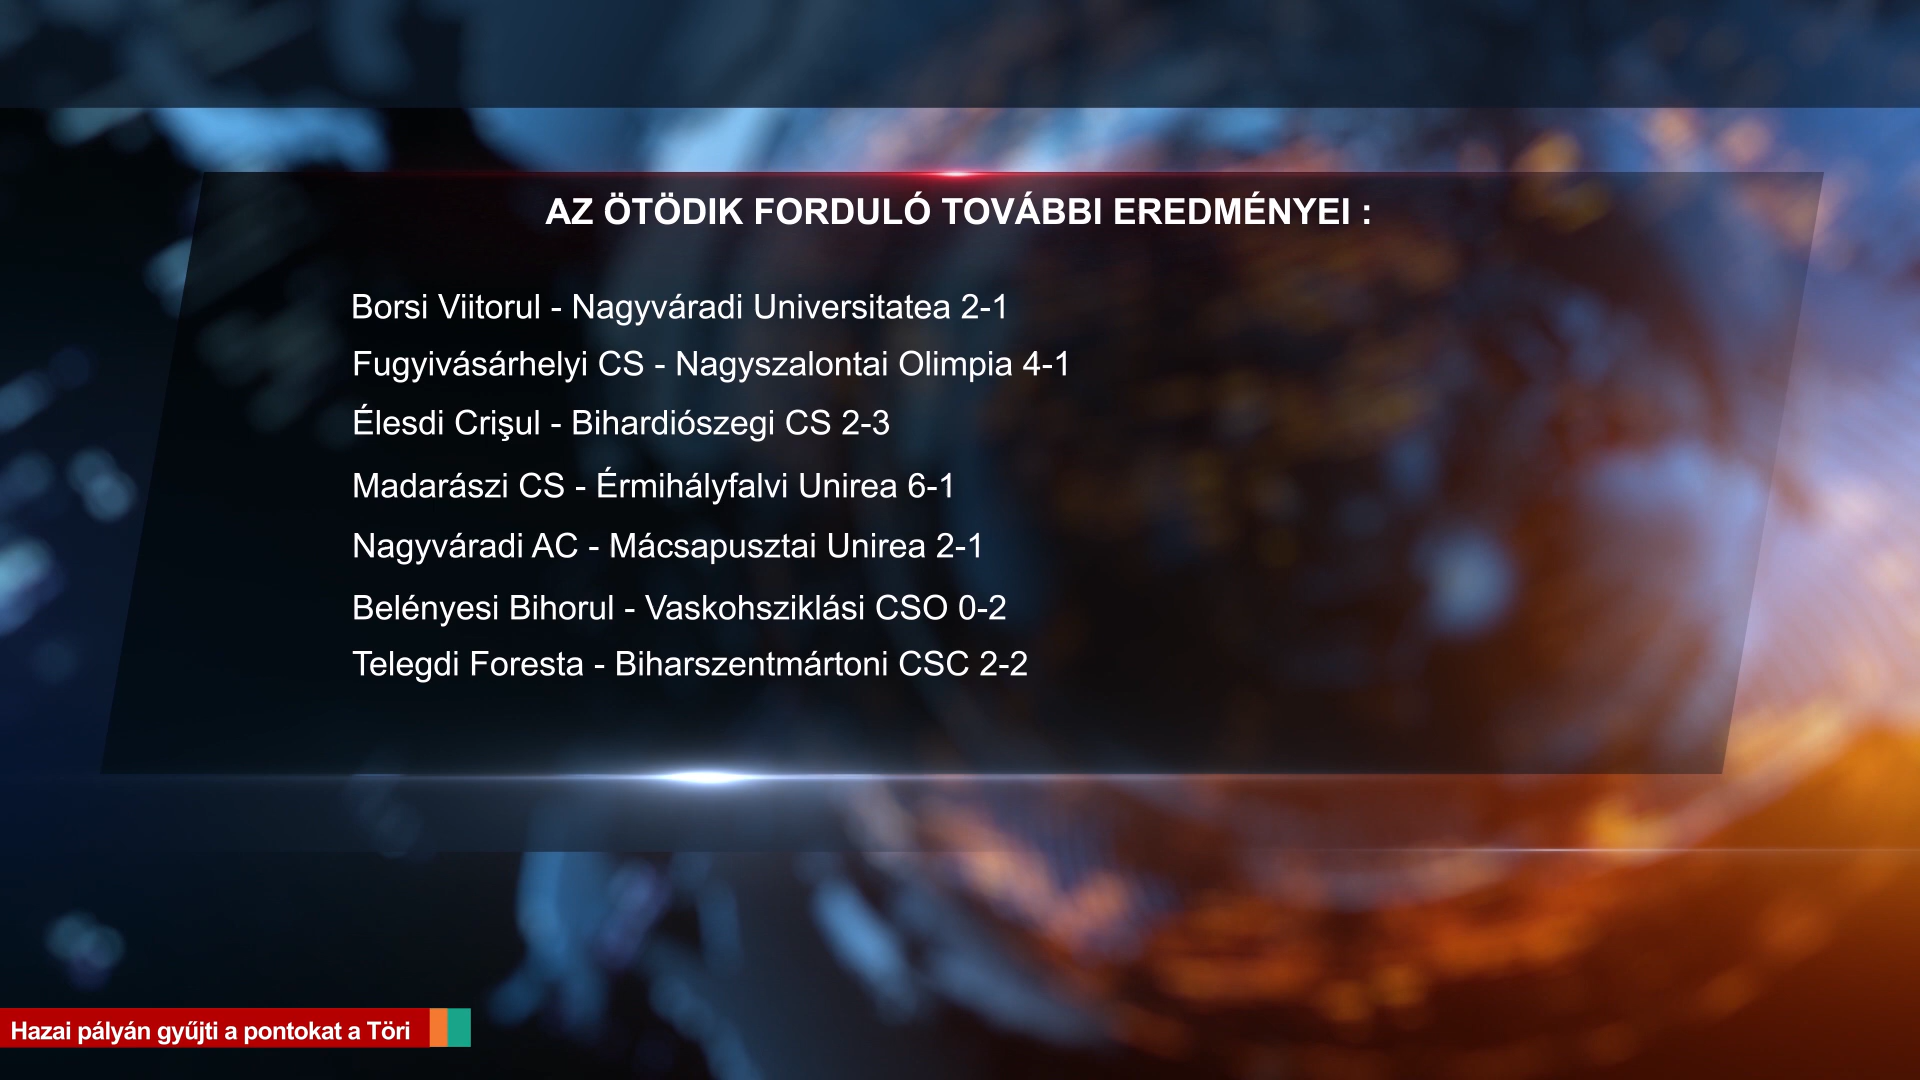 AZ ÖTÖDIK FORDULÓ TOVÁBBI EREDMÉNYEI :
Borsi Viitorul - Nagyváradi Universitatea 2-1
Fugyivásárhelyi CS - Nagyszalontai Olimpia 4-1
Élesdi Crişul - Bihardiószegi CS 2-3
Madarászi CS - Érmihályfalvi Unirea 6-1
Nagyváradi AC - Mácsapusztai Unirea 2-1
Belényesi Bihorul - Vaskohsziklási CSO 0-2
Telegdi Foresta - Biharszentmártoni CSC 2-2
Hazai pályán gyűjti a pontokat a Töri